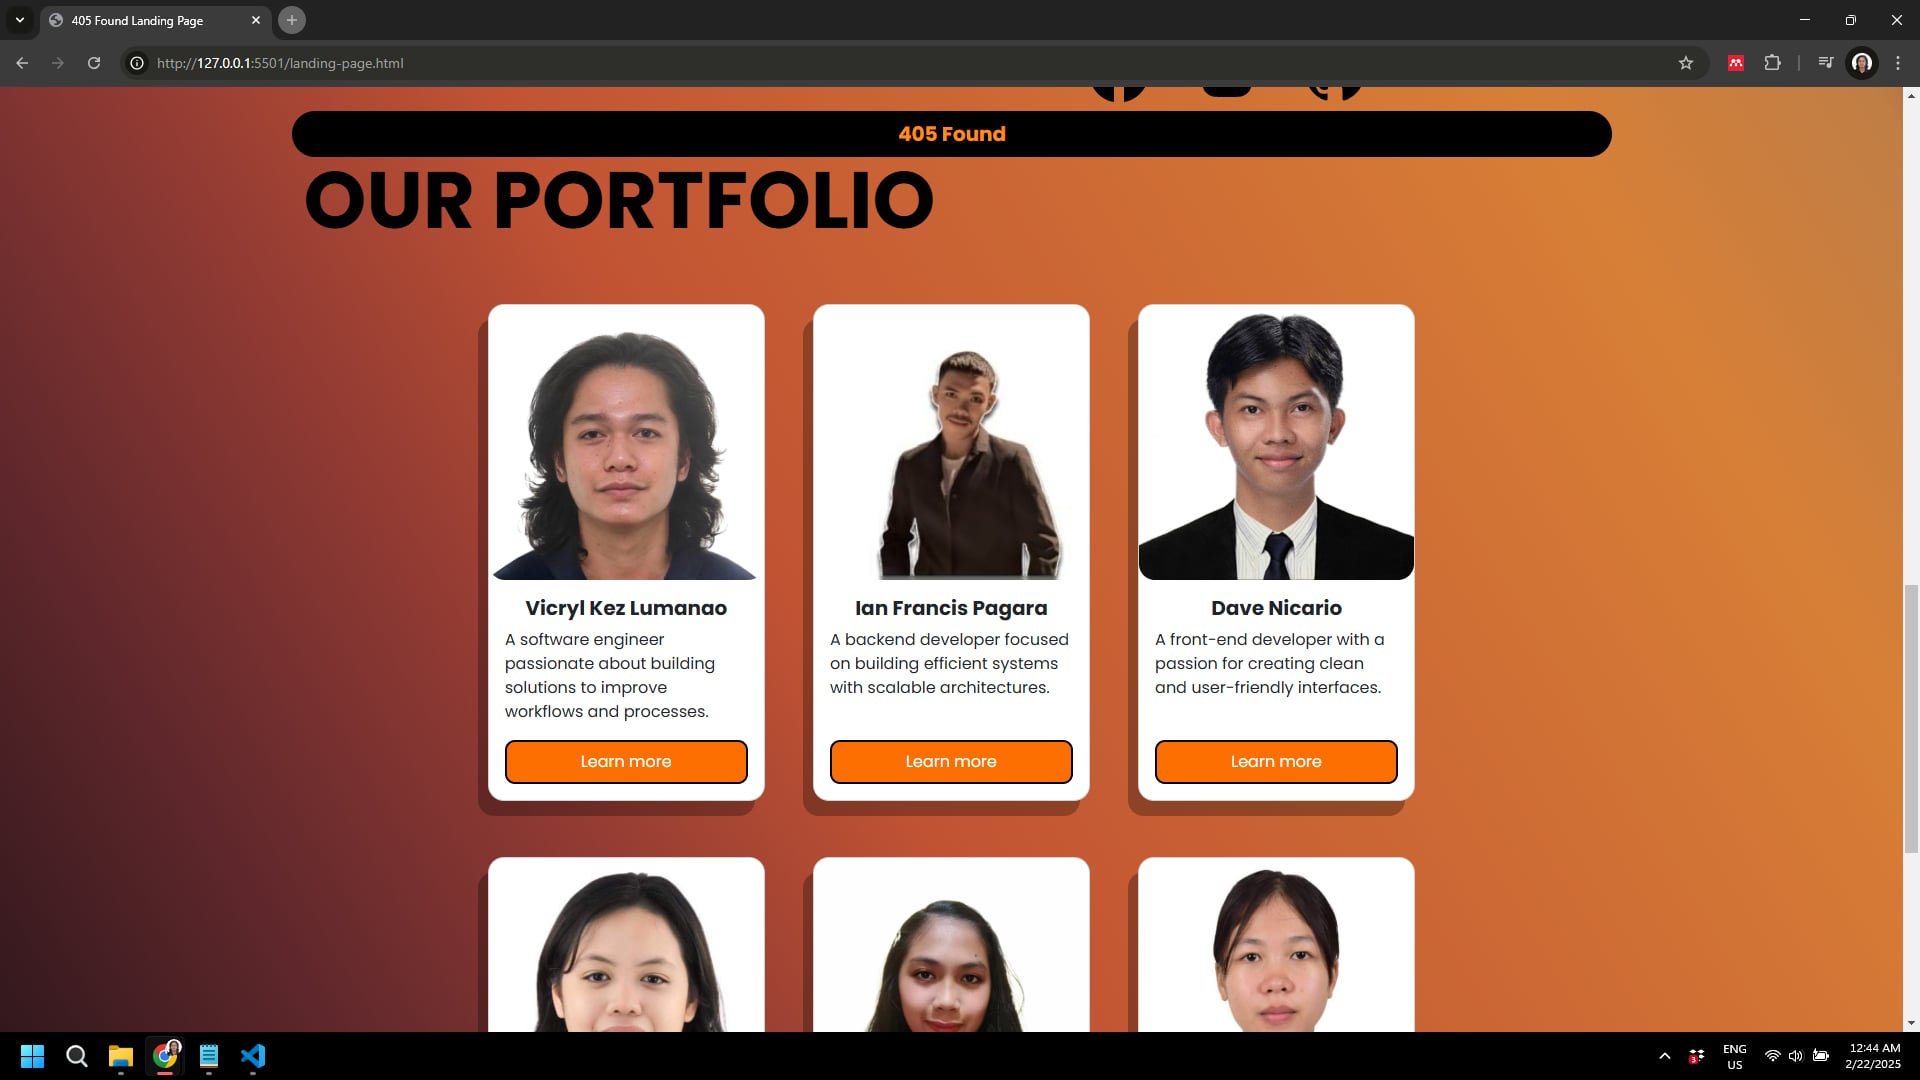 405 Found Landing Page
http://127.0.0.1:5501/landing-page.html
405 Found
OUR PORTFOLIO
Vicryl Kez Lumanao
A software engineer
passionate about building
solutions to improve
workflows and processes.
Learn more
Ian Francis Pagara
A backend developer focused
on building efficient systems
with scalable architectures.
Learn more
Dave Nicario
A front-end developer with a
passion for creating clean
and user-friendly interfaces.
Learn more
3
ENG
US
12:44 AM
2/22/2025